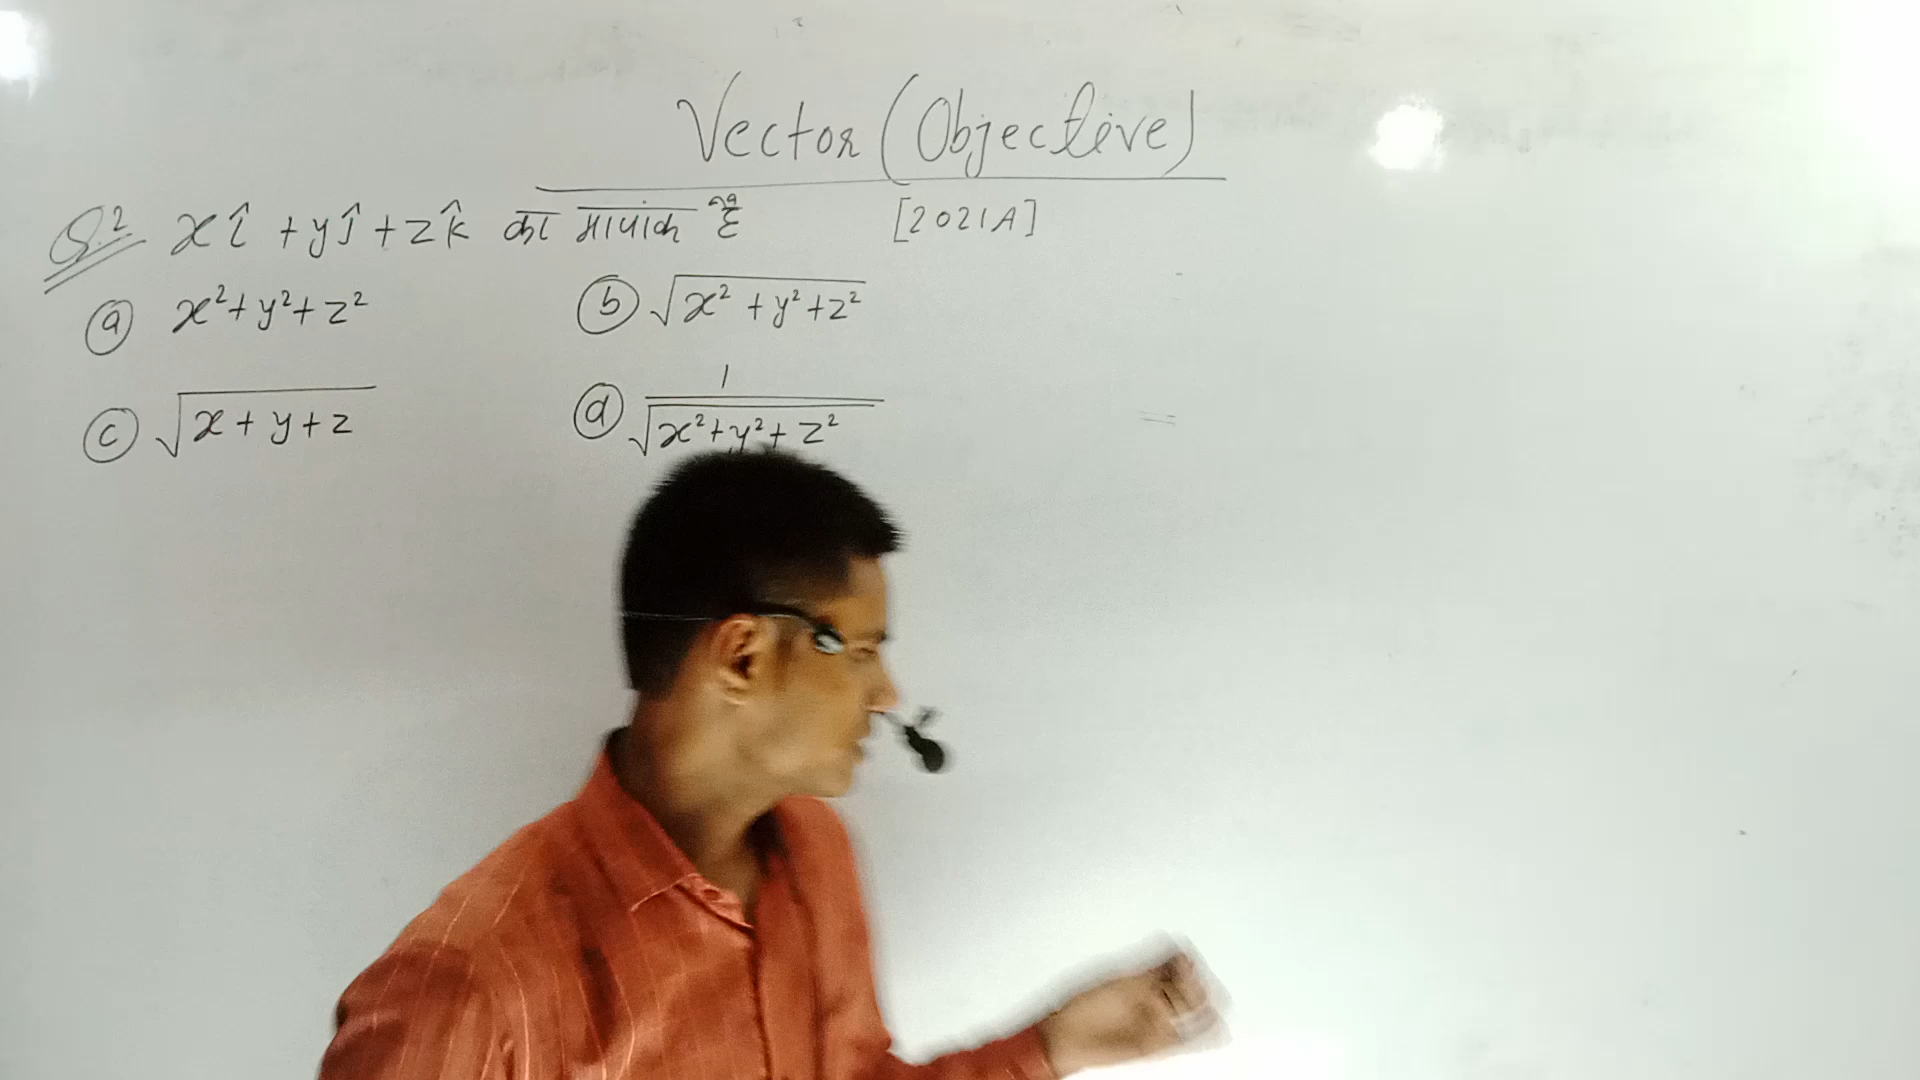 Vector (Objective)
Q.2 xî + yĵ + zk̂ का मापांक है [2021A]
(a) x²+y²+z² (b) √(x²+y²+z²)
(c) √(x+y+z) (d) 1/√(x²+y²+z²)